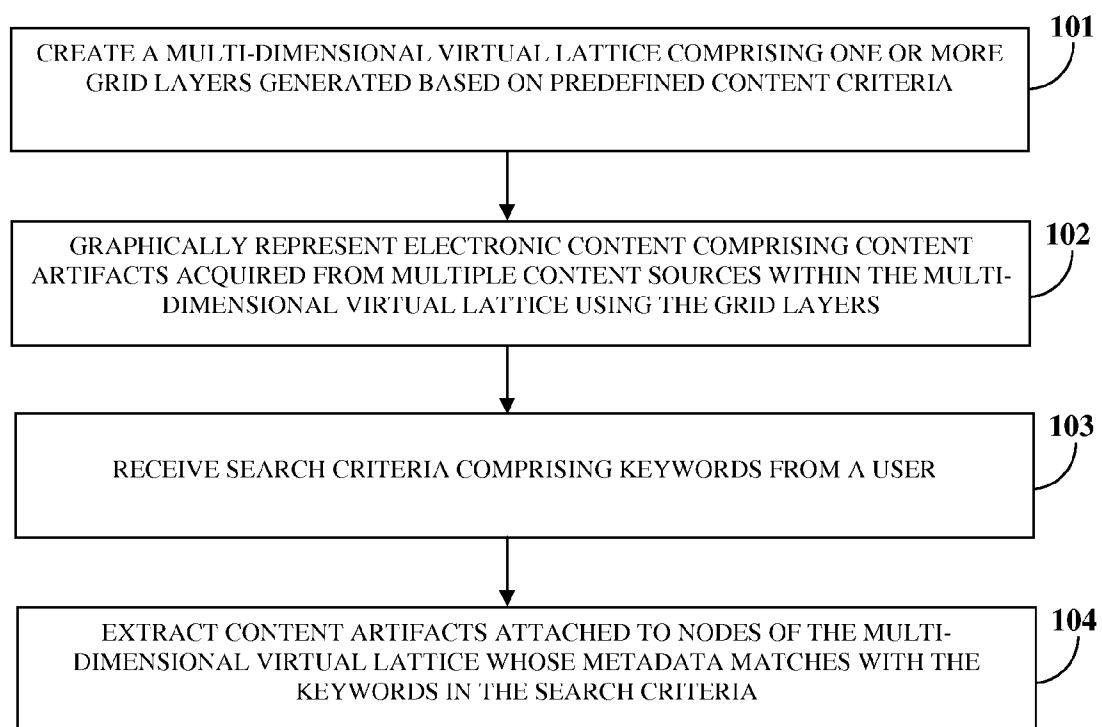 101
CREATE A MULTI-DIMENSIONAL VIRTUAL LATTICE COMPRISING ONE OR MORE
GRID LAYERS GENERATED BASED ON PREDEFINED CONTENT CRITERIA
102
GRAPHICALLY REPRESENT ELECTRONIC CONTENT COMPRISING CONTENT
ARTIFACTS ACQUIRED FROM MULTIPLE CONTENT SOURCES WITHIN THE MULTI-
DIMENSIONAL VIRTUAL LATTICE USING THE GRID LAYERS
103
RECEIVE SEARCH CRITERIA COMPRISING KEYWORDS FROM A USER
104
EXTRACT CONTENT ARTIFACTS ATTACHED TO NODES OF THE MULTI-
DIMENSIONAL VIRTUAL LATTICE WHOSE METADATA MATCHES WITH THE
KEYWORDS IN THE SEARCH CRITERIA